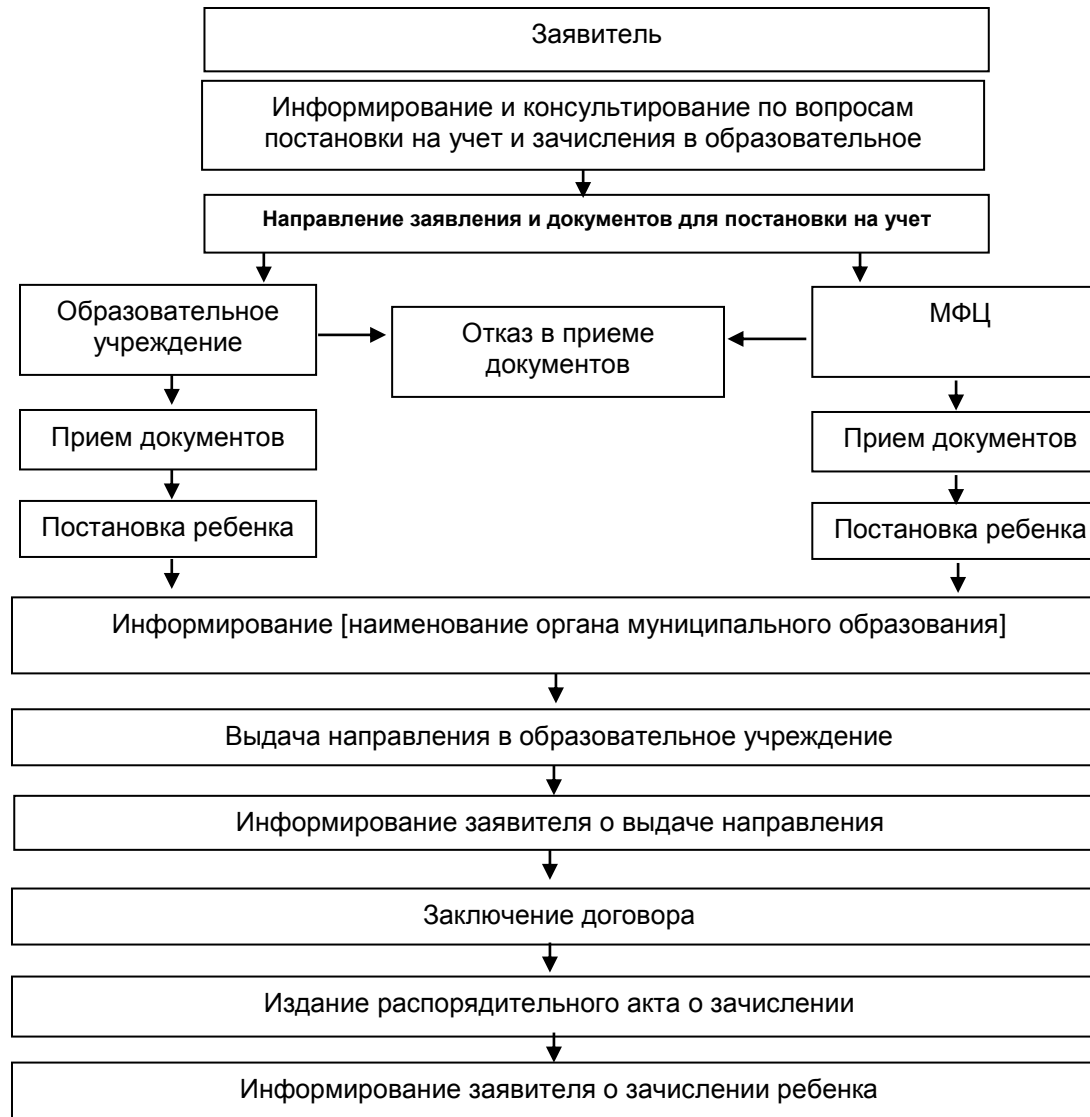 Заявитель
Информирование и консультирование по вопросам
постановки на учет и зачисления в образовательное
Направление заявления и документов для постановки на учет
Образовательное
учреждение
Отказ в приеме
документов
МФЦ
Прием документов
Прием документов
Постановка ребенка
Постановка ребенка
Информирование [наименование органа муниципального образования]
Выдача направления в образовательное учреждение
Информирование заявителя о выдаче направления
Заключение договора
Издание распорядительного акта о зачислении
Информирование заявителя о зачислении ребенка